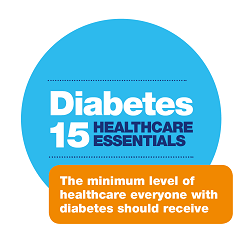 Diabetes
15 HEALTHCARE
ESSENTIALS
The minimum level of
healthcare everyone with
diabetes should receive